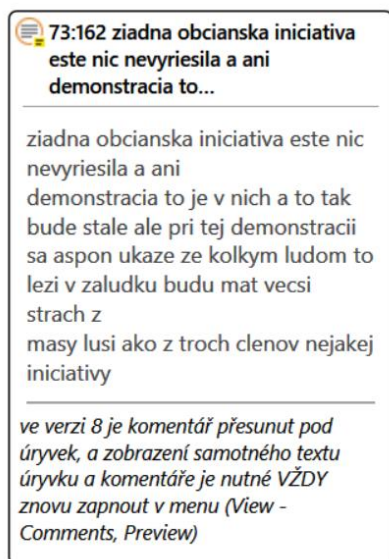 73:162 ziadna obcianska iniciativa
este nic nevyriesila a ani
demonstracia to...
ziadna obcianska iniciativa este nic
nevyriesila a ani
demonstracia to je v nich a to tak
bude stale ale pri tej demonstracii
sa aspon ukaze ze kolkym ludom to
lezi v zaludku budu mat vecsi
strach z
masy lusi ako z troch clenov nejakej
iniciativy
ve verzi 8 je komentář přesunut pod
úryvek, a zobrazení samotného textu
úryvku a komentáře je nutné VŽDY
znovu zapnout v menu (View -
Comments, Preview)